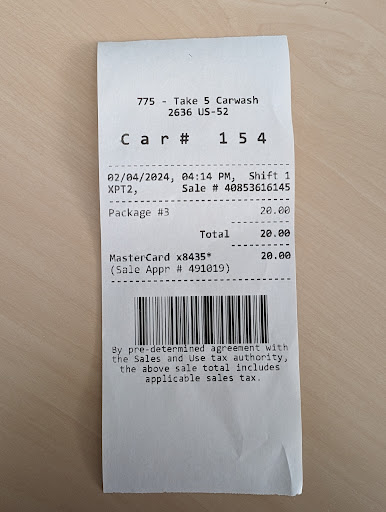 775 - Take 5 Carwash
2636 US-52
Car# 154
02/04/2024, 04:14 PM, Shift 1
XPT2, Sale # 40853616145
Package #3 20.00
Total 20.00
MasterCard x8435* 20.00
(Sale Appr # 491019)
By pre-determined agreement with
the Sales and Use tax authority,
the above sale total includes
applicable sales tax.